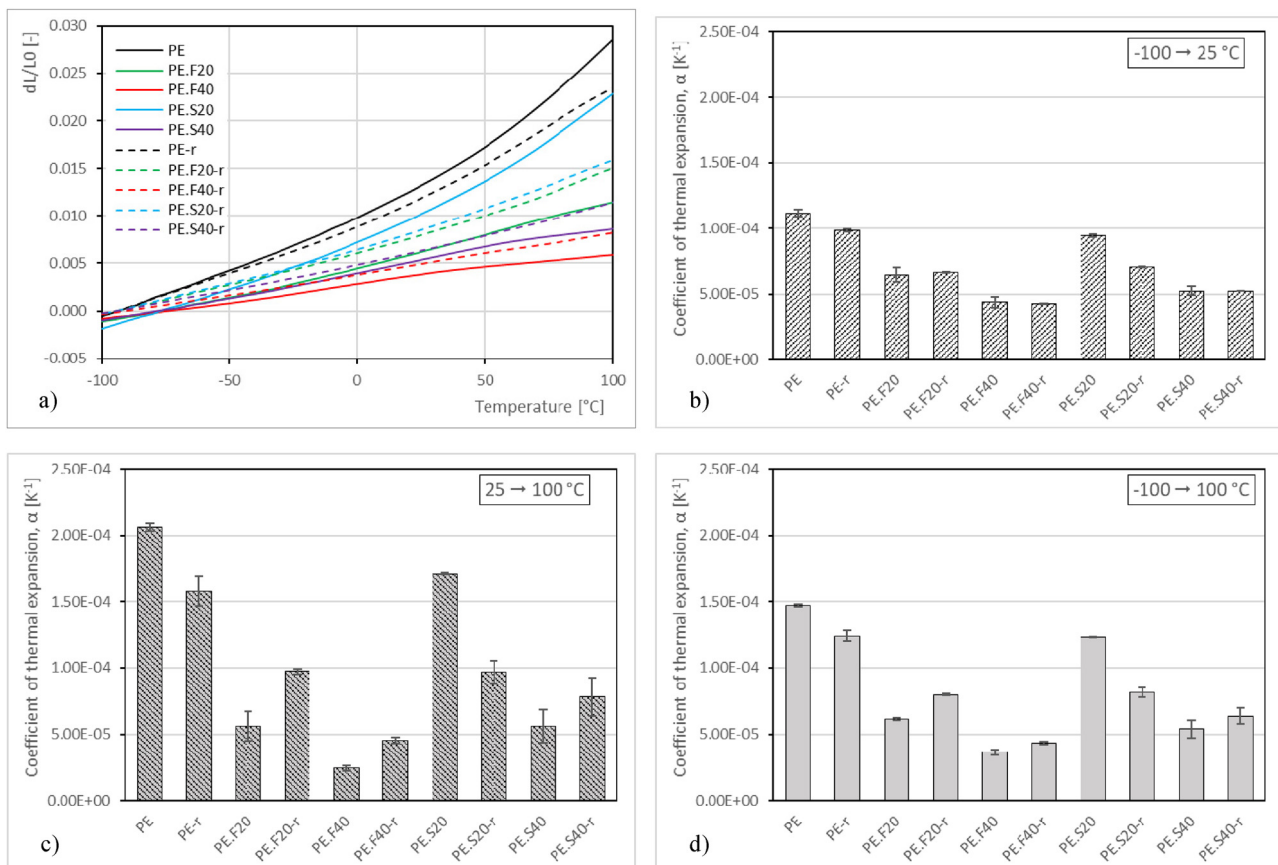 dL/L0 [-]
0.030
0.025
0.020
0.015
0.010
0.005
0.000
-0.005
PE
PE.F20
PE.F40
PE.S20
PE.S40
PE-r
PE.F20-r
PE.F40-r
PE.S20-r
PE.S40-r
-100 -50 0 50 100
Temperature [°C]
a)
Coefficient of thermal expansion, α [K⁻¹]
2.50E-04
2.00E-04
1.50E-04
1.00E-04
5.00E-05
0.00E+00
-100 → 25 °C
PE PE-r PE.F20 PE.F20-r PE.F40 PE.F40-r PE.S20 PE.S20-r PE.S40 PE.S40-r
b)
Coefficient of thermal expansion, α [K⁻¹]
2.50E-04
2.00E-04
1.50E-04
1.00E-04
5.00E-05
0.00E+00
25 → 100 °C
PE PE-r PE.F20 PE.F20-r PE.F40 PE.F40-r PE.S20 PE.S20-r PE.S40 PE.S40-r
c)
Coefficient of thermal expansion, α [K⁻¹]
2.50E-04
2.00E-04
1.50E-04
1.00E-04
5.00E-05
0.00E+00
-100 → 100 °C
PE PE-r PE.F20 PE.F20-r PE.F40 PE.F40-r PE.S20 PE.S20-r PE.S40 PE.S40-r
d)